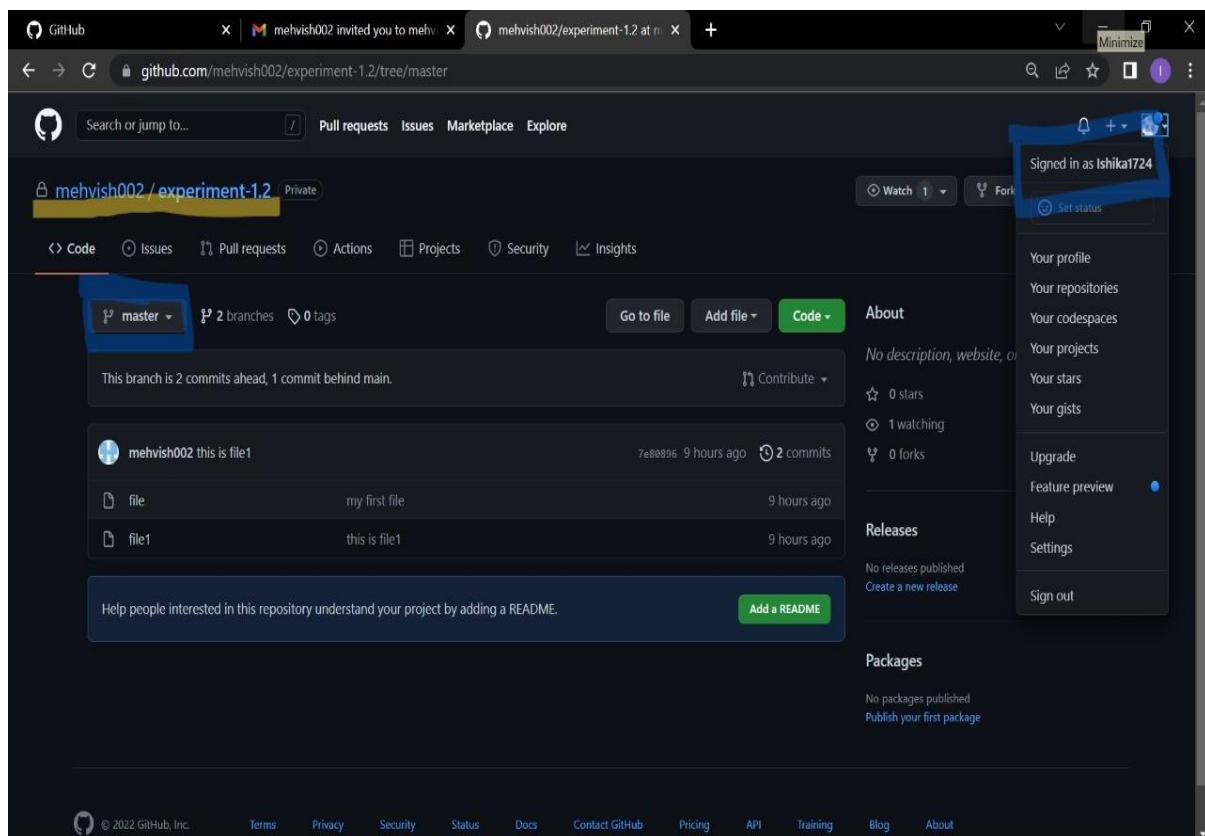 GitHub
mehvish002 invited you to mehv
mehvish002/experiment-1.2 at m
Minimize
github.com/mehvish002/experiment-1.2/tree/master
I
Search or jump to...
/
Pull requests Issues Marketplace Explore
Signed in as Ishika1724
mehvish002 / experiment-1.2 Private
Watch 1
Fork
Set status
Code Issues Pull requests Actions Projects Security Insights
Your profile
Your repositories
Your codespaces
Your projects
Your stars
Your gists
Upgrade
Feature preview
Help
Settings
Sign out
master 2 branches 0 tags
Go to file Add file Code
This branch is 2 commits ahead, 1 commit behind main.
Contribute
mehvish002 this is file1 7e80896 9 hours ago 2 commits
file my first file 9 hours ago
file1 this is file1 9 hours ago
Help people interested in this repository understand your project by adding a README.
Add a README
About
No description, website, o
0 stars
1 watching
0 forks
Releases
No releases published
Create a new release
Packages
No packages published
Publish your first package
© 2022 GitHub, Inc. Terms Privacy Security Status Docs Contact GitHub Pricing API Training Blog About